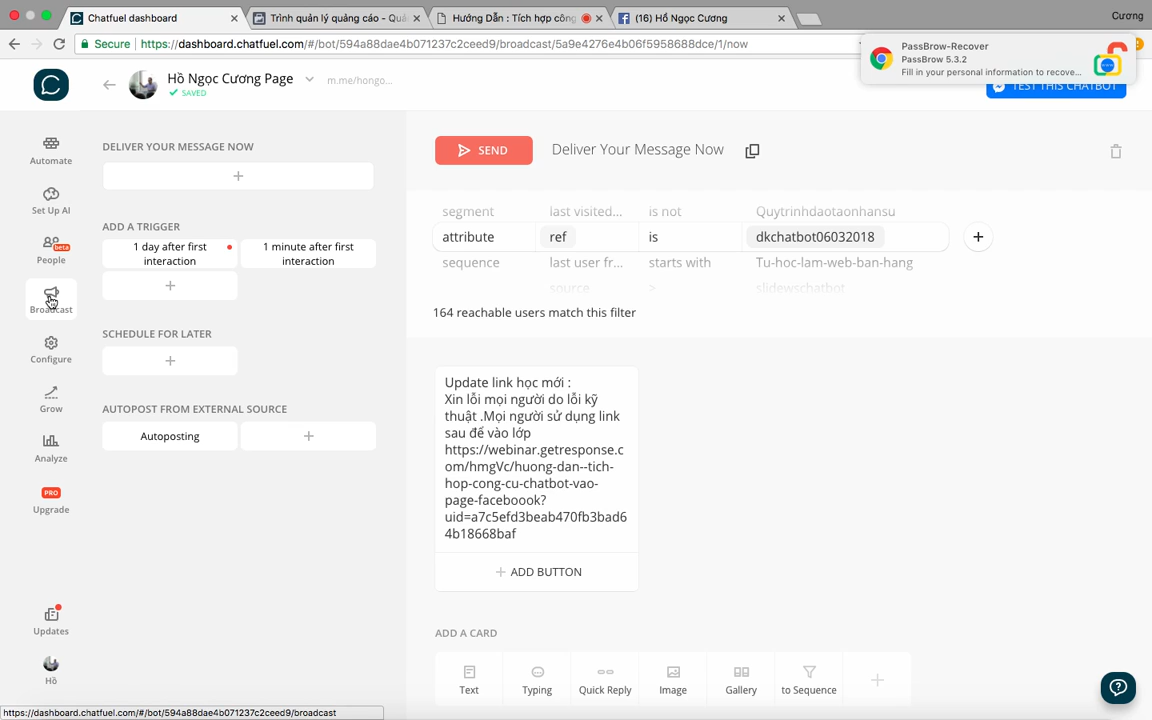 Chatfuel dashboard
Trình quản lý quảng cáo - Quả
Hướng Dẫn : Tích hợp công
(16) Hồ Ngọc Cương
Cương
Secure
https://dashboard.chatfuel.com/#/bot/594a88dae4b071237c2ceed9/broadcast/5a9e4276e4b06f5958688dce/1/now
PassBrow-Recover
PassBrow 5.3.2
Fill in your personal information to recove...
Hồ Ngọc Cương Page
m.me/hongo...
SAVED
TEST THIS CHATBOT
Automate
Set Up AI
People
beta
Broadcast
Configure
Grow
Analyze
PRO
Upgrade
Updates
Hồ
DELIVER YOUR MESSAGE NOW
ADD A TRIGGER
1 day after first
interaction
1 minute after first
interaction
SCHEDULE FOR LATER
AUTOPOST FROM EXTERNAL SOURCE
Autoposting
SEND
Deliver Your Message Now
segment last visited... is not Quytrinhdaotaonhansu
attribute ref is dkchatbot06032018
sequence last user fr... starts with Tu-hoc-lam-web-ban-hang
source > slidewschatbot
164 reachable users match this filter
Update link học mới :
Xin lỗi mọi người do lỗi kỹ
thuật .Mọi người sử dụng link
sau để vào lớp
https://webinar.getresponse.c
om/hmgVc/huong-dan--tich-
hop-cong-cu-chatbot-vao-
page-faceboook?
uid=a7c5efd3beab470fb3bad6
4b18668baf
+ ADD BUTTON
ADD A CARD
Text
Typing
Quick Reply
Image
Gallery
to Sequence
https://dashboard.chatfuel.com/#/bot/594a88dae4b071237c2ceed9/broadcast